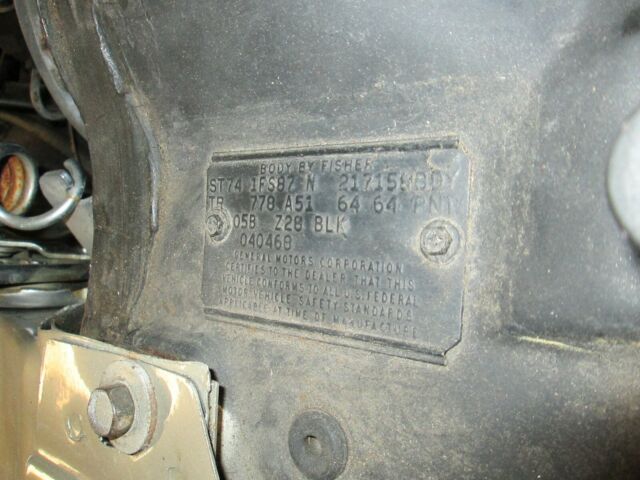 BODY BY FISHER
ST74 1FS87 N 217159 BDY
TR 778 A51 64 64 PNT
05B Z28 BLK
040468
GENERAL MOTORS CORPORATION
CERTIFIES TO THE DEALER THAT THIS
VEHICLE CONFORMS TO ALL U.S. FEDERAL
MOTOR VEHICLE SAFETY STANDARDS
APPLICABLE AT TIME OF MANUFACTURE